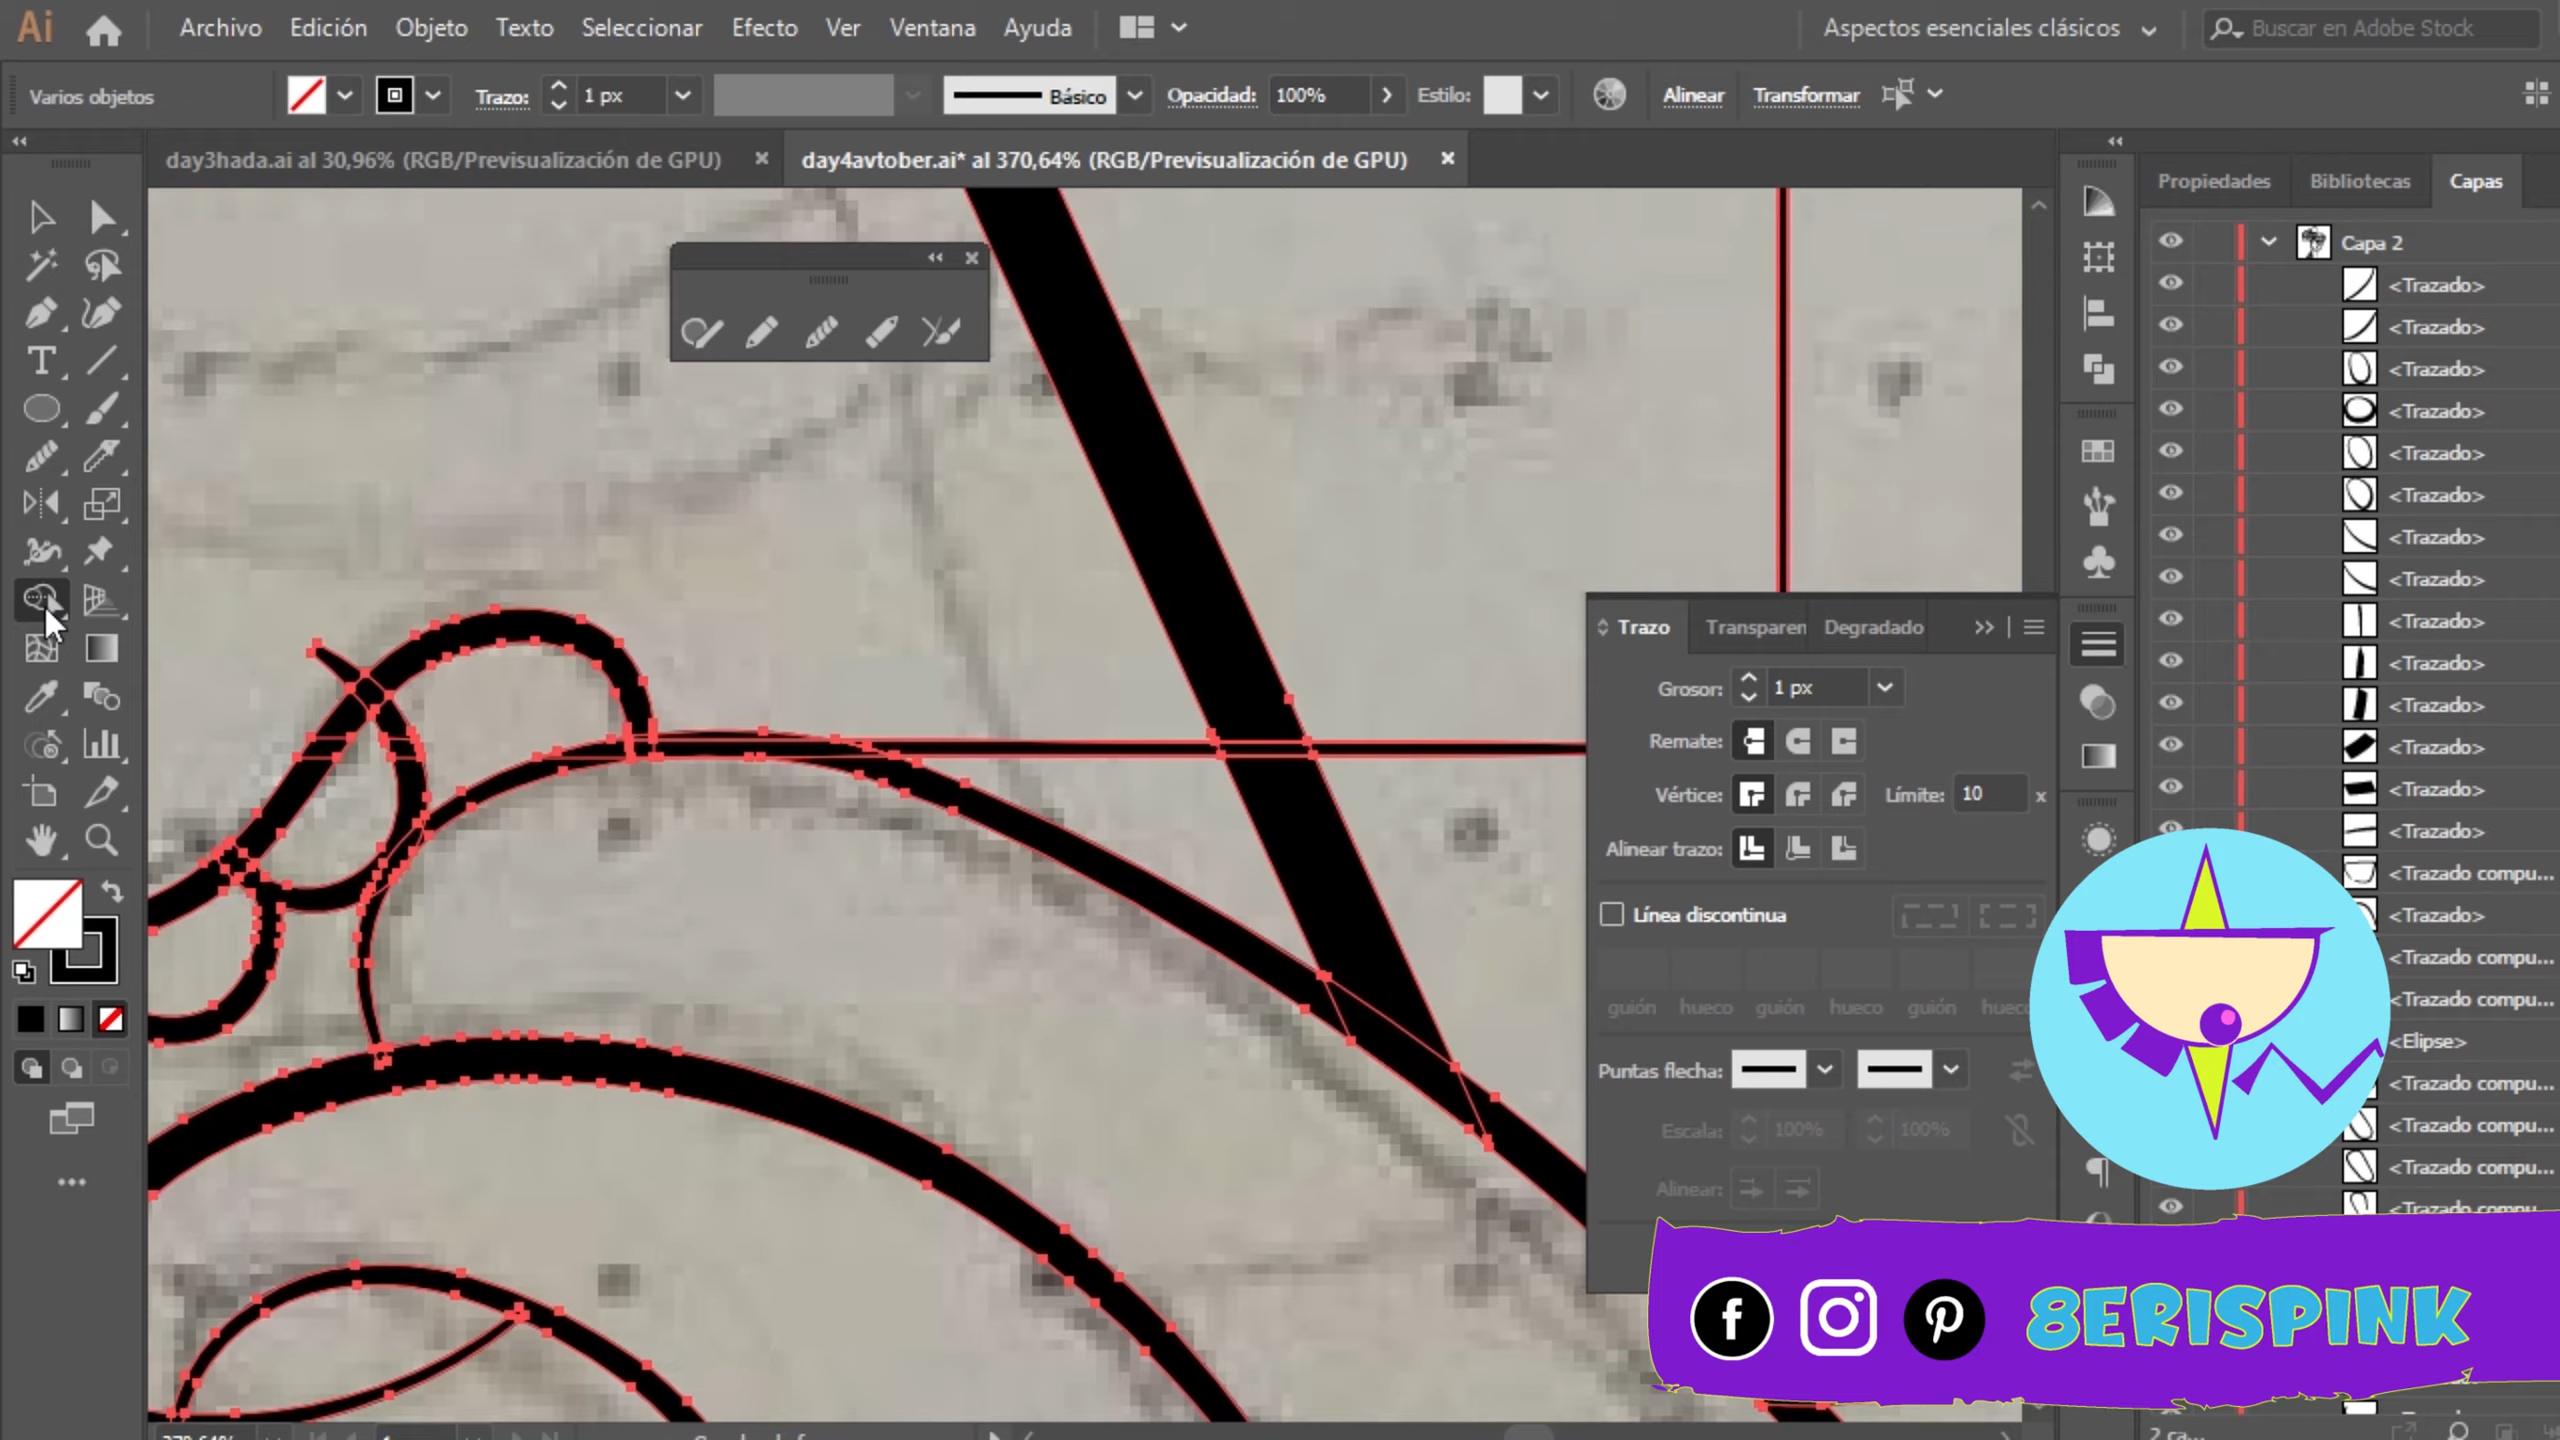 Ai
Archivo Edición Objeto Texto Seleccionar Efecto Ver Ventana Ayuda
Aspectos esenciales clásicos
Buscar en Adobe Stock
Varios objetos
Trazo: 1 px
Básico
Opacidad: 100%
Estilo:
Alinear
Transformar
day3hada.ai al 30,96% (RGB/Previsualización de GPU)
day4avtober.ai* al 370,64% (RGB/Previsualización de GPU)
Propiedades Bibliotecas Capas
Capa 2
<Trazado>
<Trazado>
<Trazado>
<Trazado>
<Trazado>
<Trazado>
<Trazado>
<Trazado>
<Trazado>
<Trazado>
<Trazado>
<Trazado>
<Trazado>
<Trazado>
<Trazado compu...
<Trazado>
<Trazado compu...
<Trazado compu...
<Elipse>
<Trazado compu...
<Trazado compu...
<Trazado compu...
<Trazado compu...
Trazo Transparen Degradado
Grosor: 1 px
Remate:
Vértice: Límite: 10 x
Alinear trazo:
Línea discontinua
guión hueco guión hueco guión hueco
Puntas flecha:
Escala: 100% 100%
Alinear:
8ERISPINK